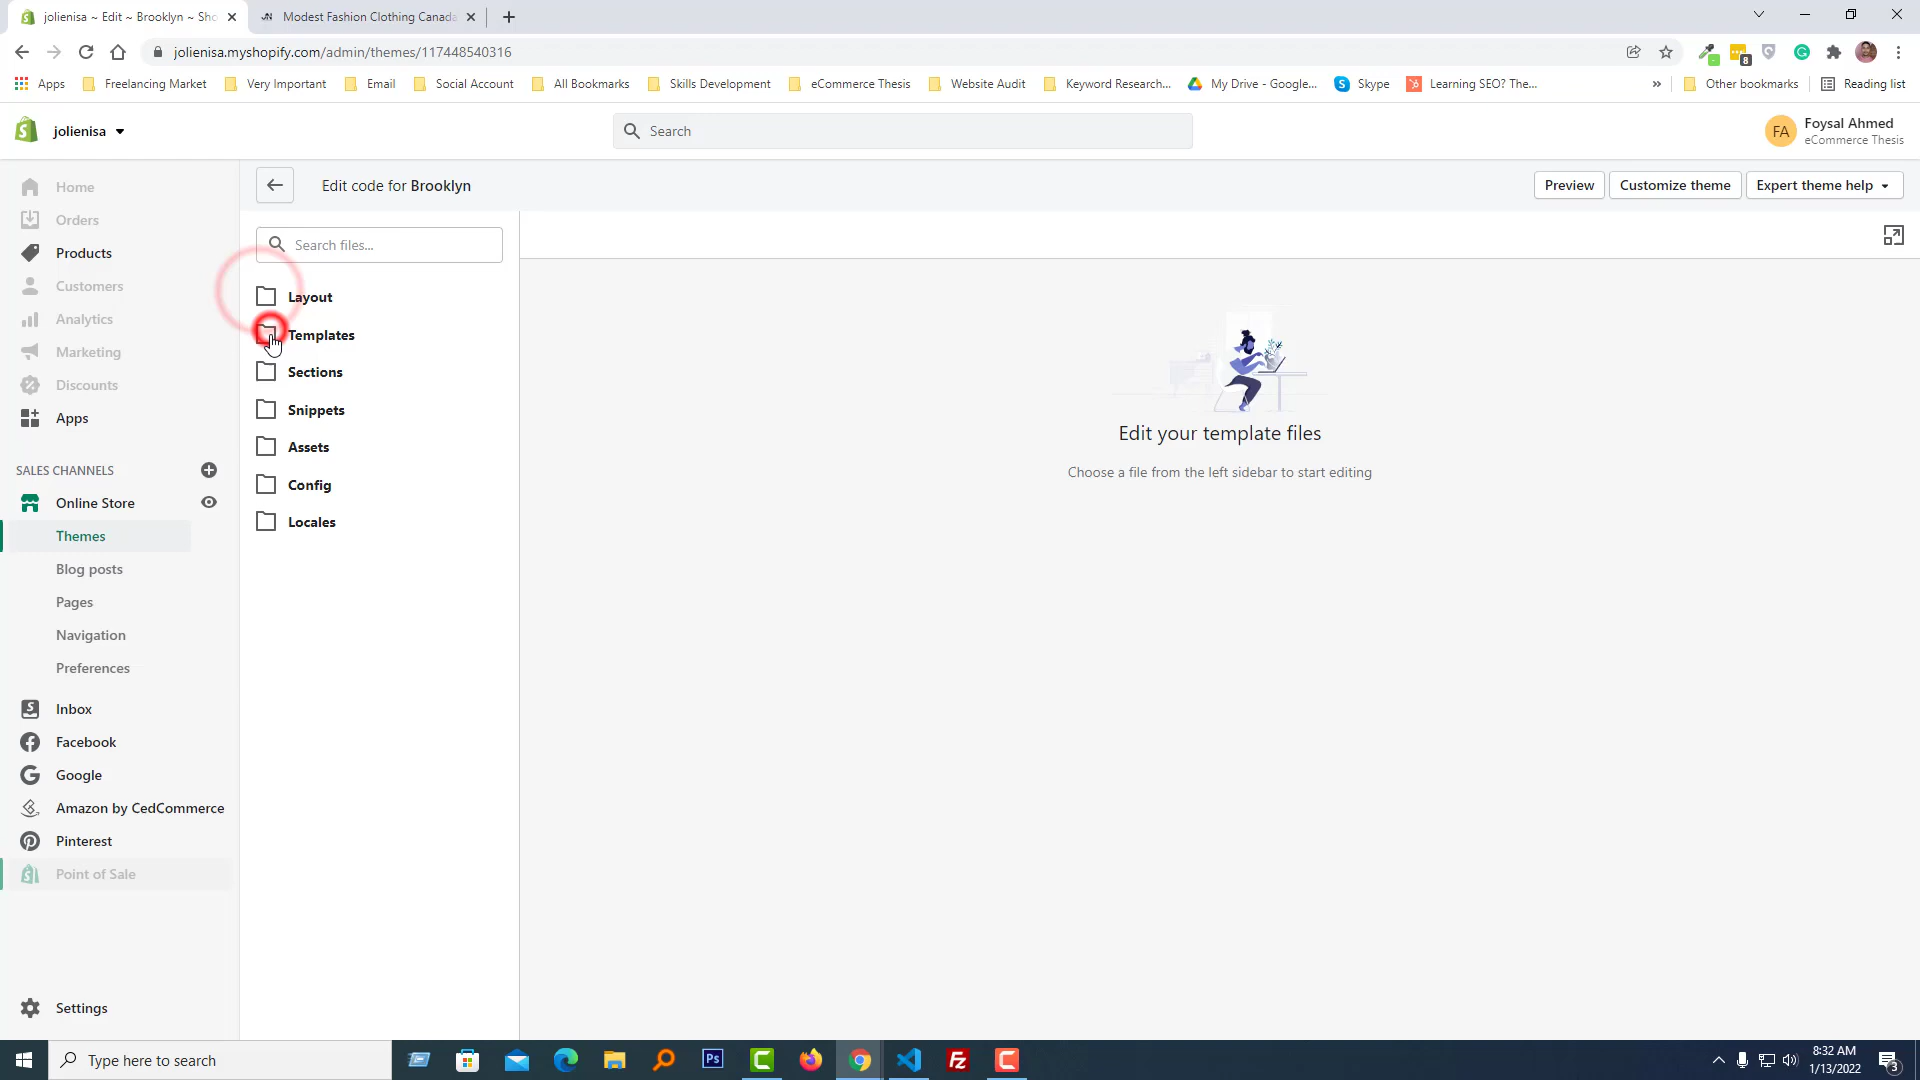 jolienisa ~ Edit ~ Brooklyn ~ Sho
Modest Fashion Clothing Canada
jolienisa.myshopify.com/admin/themes/117448540316
8
Apps
Freelancing Market
Very Important
Email
Social Account
All Bookmarks
Skills Development
eCommerce Thesis
Website Audit
Keyword Research...
My Drive - Google...
Skype
Learning SEO? The...
Other bookmarks
Reading list
jolienisa
Search
FA
Foysal Ahmed
eCommerce Thesis
Home
Orders
Products
Customers
Analytics
Marketing
Discounts
Apps
SALES CHANNELS
Online Store
Themes
Blog posts
Pages
Navigation
Preferences
Inbox
Facebook
Google
Amazon by CedCommerce
Pinterest
Point of Sale
Settings
Edit code for Brooklyn
Preview
Customize theme
Expert theme help
Search files...
Layout
Templates
Sections
Snippets
Assets
Config
Locales
Edit your template files
Choose a file from the left sidebar to start editing
Type here to search
Ps
Fz
8:32 AM
1/13/2022
3